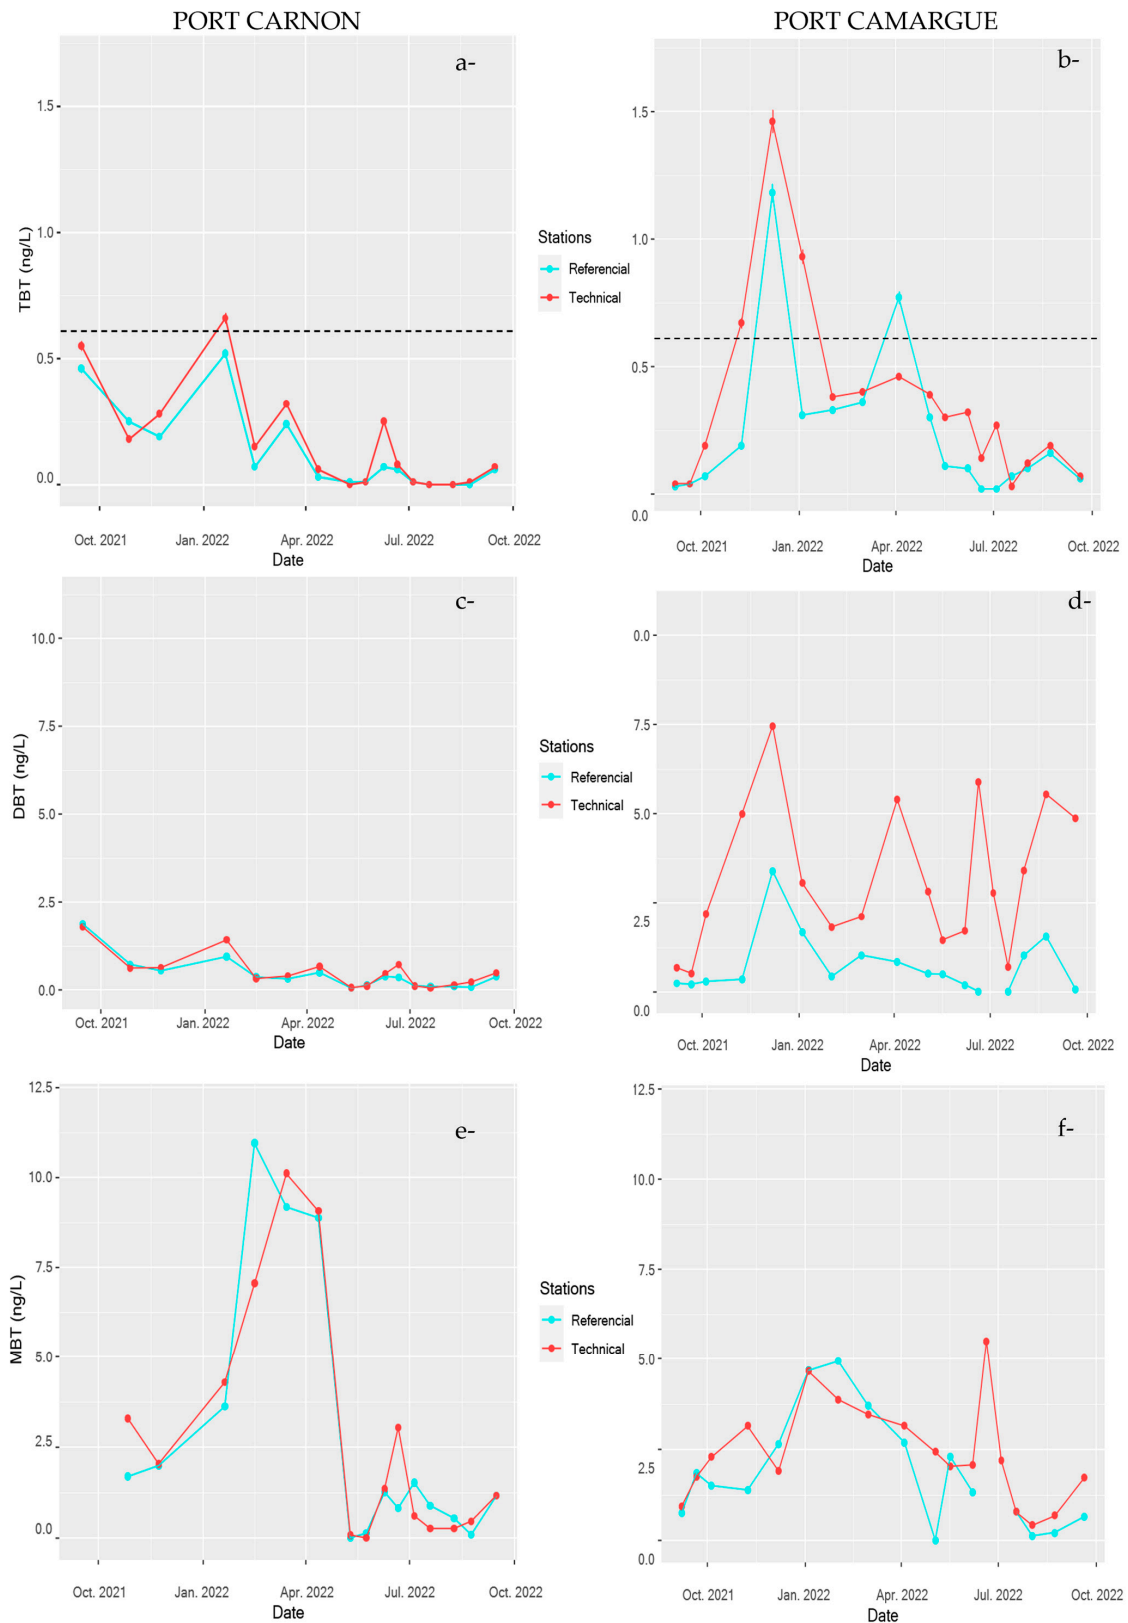 PORT CARNON
PORT CAMARGUE
a-
b-
TBT (ng/L)
1.5
1.0
0.5
0.0
Oct. 2021
Jan. 2022
Apr. 2022
Jul. 2022
Oct. 2022
Date
Stations
Referencial
Technical
1.5
1.0
0.5
0.0
Oct. 2021
Jan. 2022
Apr. 2022
Jul. 2022
Oct. 2022
Date
c-
d-
DBT (ng/L)
10.0
7.5
5.0
2.5
0.0
Oct. 2021
Jan. 2022
Apr. 2022
Jul. 2022
Oct. 2022
Date
Stations
Referencial
Technical
0.0
7.5
5.0
2.5
0.0
Oct. 2021
Jan. 2022
Apr. 2022
Jul. 2022
Oct. 2022
Date
e-
f-
MBT (ng/L)
12.5
10.0
7.5
5.0
2.5
0.0
Oct. 2021
Jan. 2022
Apr. 2022
Jul. 2022
Oct. 2022
Date
Stations
Referencial
Technical
12.5
10.0
7.5
5.0
2.5
0.0
Oct. 2021
Jan. 2022
Apr. 2022
Jul. 2022
Oct. 2022
Date